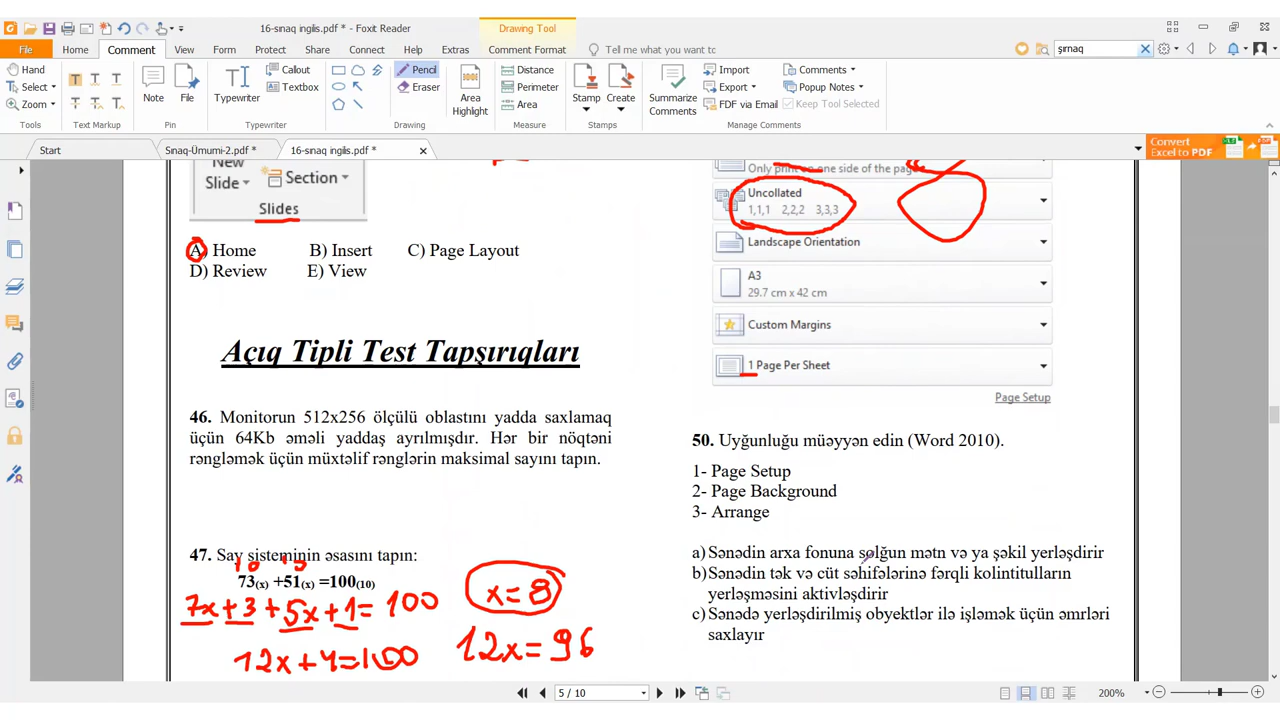 16-sınaq ingilis.pdf * - Foxit Reader
Drawing Tool
File
Home
Comment
View
Form
Protect
Share
Connect
Help
Extras
Comment Format
Tell me what you want tc
şırnaq
Hand
Select
Zoom
Tools
Text Markup
Note
File
Pin
Typewriter
Callout
Textbox
Typewriter
Pencil
Eraser
Drawing
Area
Highlight
Distance
Perimeter
Area
Measure
Stamp
Create
Stamps
Summarize
Comments
Import
Export
FDF via Email
Comments
Popup Notes
Keep Tool Selected
Manage Comments
Start
Sınaq-Ümumi-2.pdf *
16-sınaq ingilis.pdf *
Convert
Excel to PDF
New
Slide
Section
Slides
A) Home B) Insert C) Page Layout
D) Review E) View
Açıq Tipli Test Tapşırıqları
46. Monitorun 512x256 ölçülü oblastını yadda saxlamaq
üçün 64Kb əməli yaddaş ayrılmışdır. Hər bir nöqtəni
rəngləmək üçün müxtəlif rənglərin maksimal sayını tapın.
47. Say sisteminin əsasını tapın:
1 0 1 0
73(x) +51(x) =100(10)
7x + 3 + 5x + 1 = 100
12x + 4 = 100
x = 8
12x = 96
Only print on one side of the page
Uncollated
1,1,1 2,2,2 3,3,3
Landscape Orientation
A3
29.7 cm x 42 cm
Custom Margins
1 Page Per Sheet
Page Setup
50. Uyğunluğu müəyyən edin (Word 2010).
1- Page Setup
2- Page Background
3- Arrange
a) Sənədin arxa fonuna solğun mətn və ya şəkil yerləşdirir
b) Sənədin tək və cüt səhifələrinə fərqli kolintitulların
yerləşməsini aktivləşdirir
c) Sənədə yerləşdirilmiş obyektlər ilə işləmək üçün əmrləri
saxlayır
5 / 10
200%